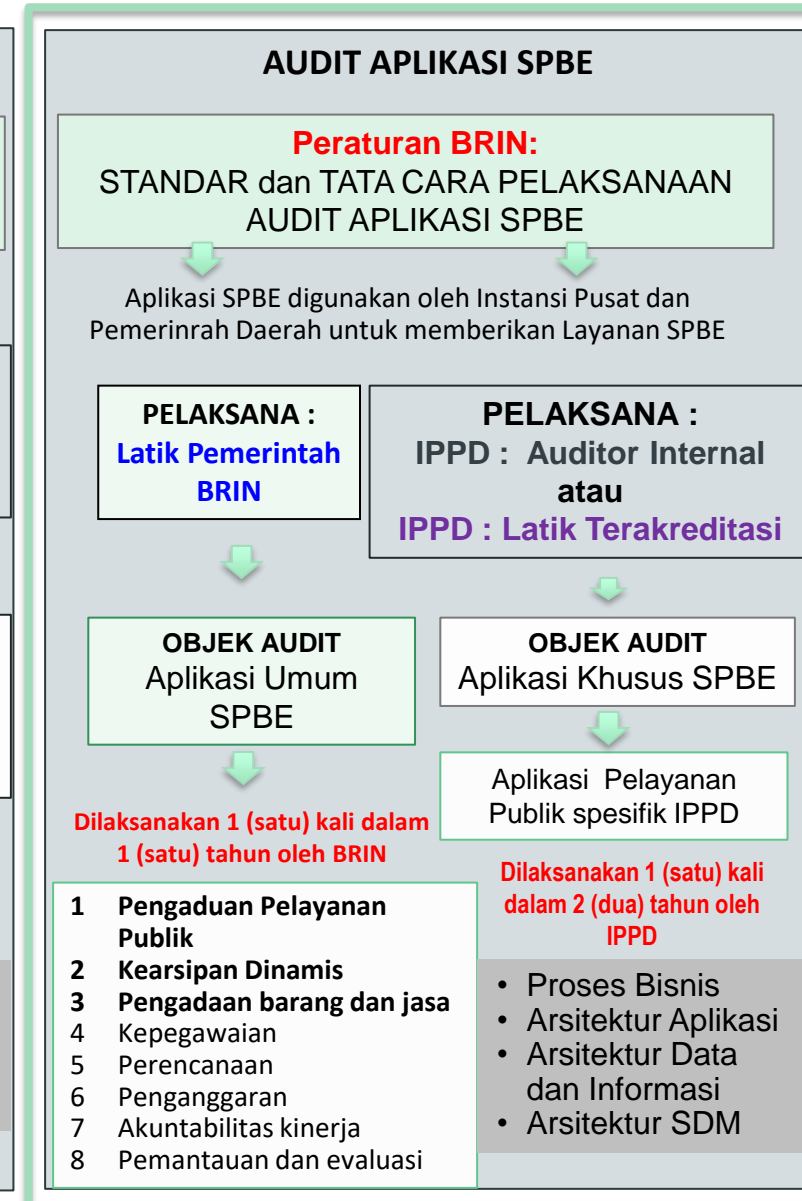 AUDIT APLIKASI SPBE
Peraturan BRIN:
STANDAR dan TATA CARA PELAKSANAAN
AUDIT APLIKASI SPBE
Aplikasi SPBE digunakan oleh Instansi Pusat dan
Pemerinrah Daerah untuk memberikan Layanan SPBE
PELAKSANA :
Latik Pemerintah
BRIN
PELAKSANA :
IPPD : Auditor Internal
atau
IPPD : Latik Terakreditasi
OBJEK AUDIT
Aplikasi Umum
SPBE
OBJEK AUDIT
Aplikasi Khusus SPBE
Aplikasi Pelayanan
Publik spesifik IPPD
Dilaksanakan 1 (satu) kali dalam
1 (satu) tahun oleh BRIN
1 Pengaduan Pelayanan
Publik
2 Kearsipan Dinamis
3 Pengadaan barang dan jasa
4 Kepegawaian
5 Perencanaan
6 Penganggaran
7 Akuntabilitas kinerja
8 Pemantauan dan evaluasi
Dilaksanakan 1 (satu) kali
dalam 2 (dua) tahun oleh
IPPD
• Proses Bisnis
• Arsitektur Aplikasi
• Arsitektur Data
dan Informasi
• Arsitektur SDM